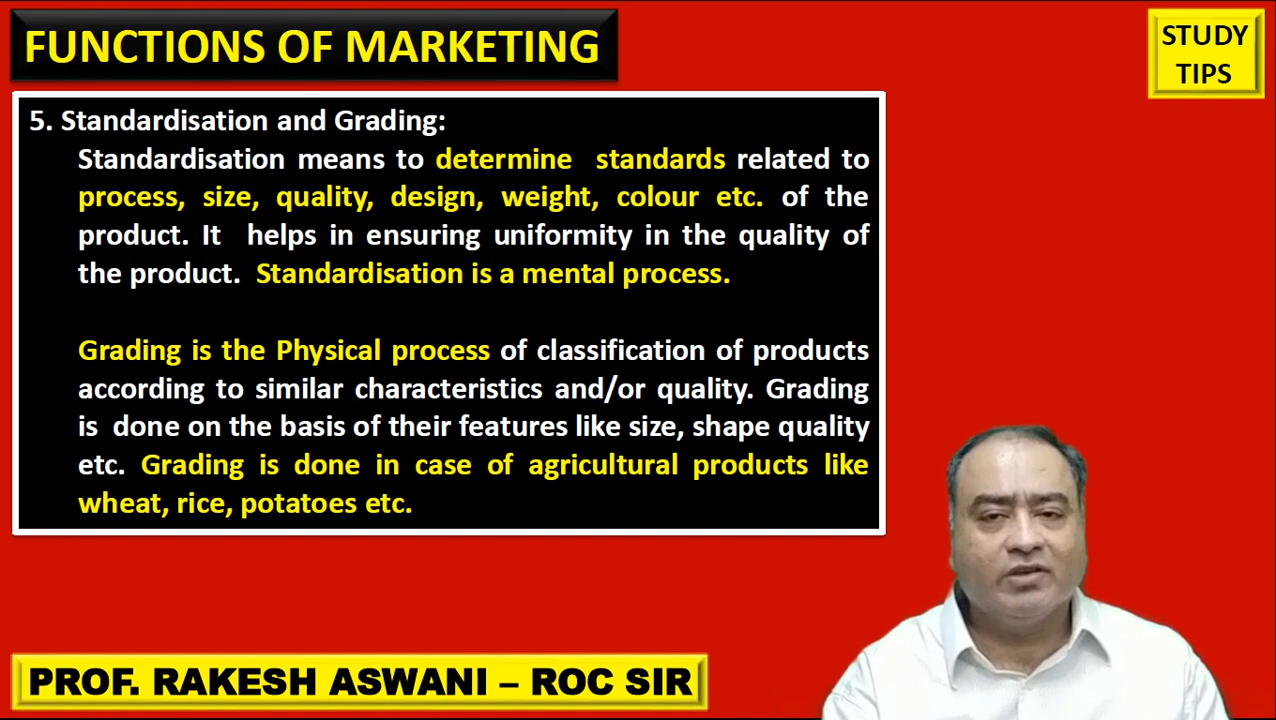 FUNCTIONS OF MARKETING
STUDY
TIPS
5. Standardisation and Grading:
Standardisation means to determine standards related to
process, size, quality, design, weight, colour etc. of the
product. It helps in ensuring uniformity in the quality of
the product. Standardisation is a mental process.
Grading is the Physical process of classification of products
according to similar characteristics and/or quality. Grading
is done on the basis of their features like size, shape quality
etc. Grading is done in case of agricultural products like
wheat, rice, potatoes etc.
PROF. RAKESH ASWANI – ROC SIR